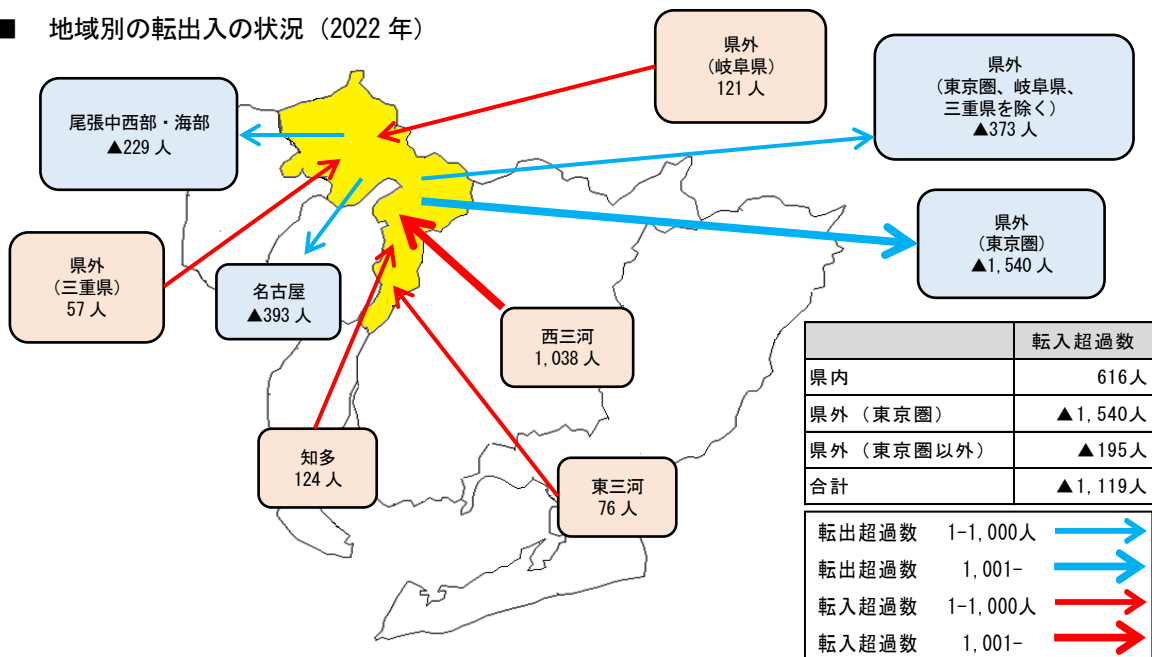 ■ 地域別の転出入の状況（2022 年）
県外
（岐阜県）
121 人
県外
（東京圏、岐阜県、
三重県を除く）
▲373 人
尾張中西部・海部
▲229 人
県外
（東京圏）
▲1,540 人
県外
（三重県）
57 人
名古屋
▲393 人
西三河
1,038 人
知多
124 人
東三河
76 人
転入超過数
県内 616人
県外（東京圏） ▲1,540人
県外（東京圏以外） ▲195人
合計 ▲1,119人
転出超過数 1-1,000人
転出超過数 1,001-
転入超過数 1-1,000人
転入超過数 1,001-